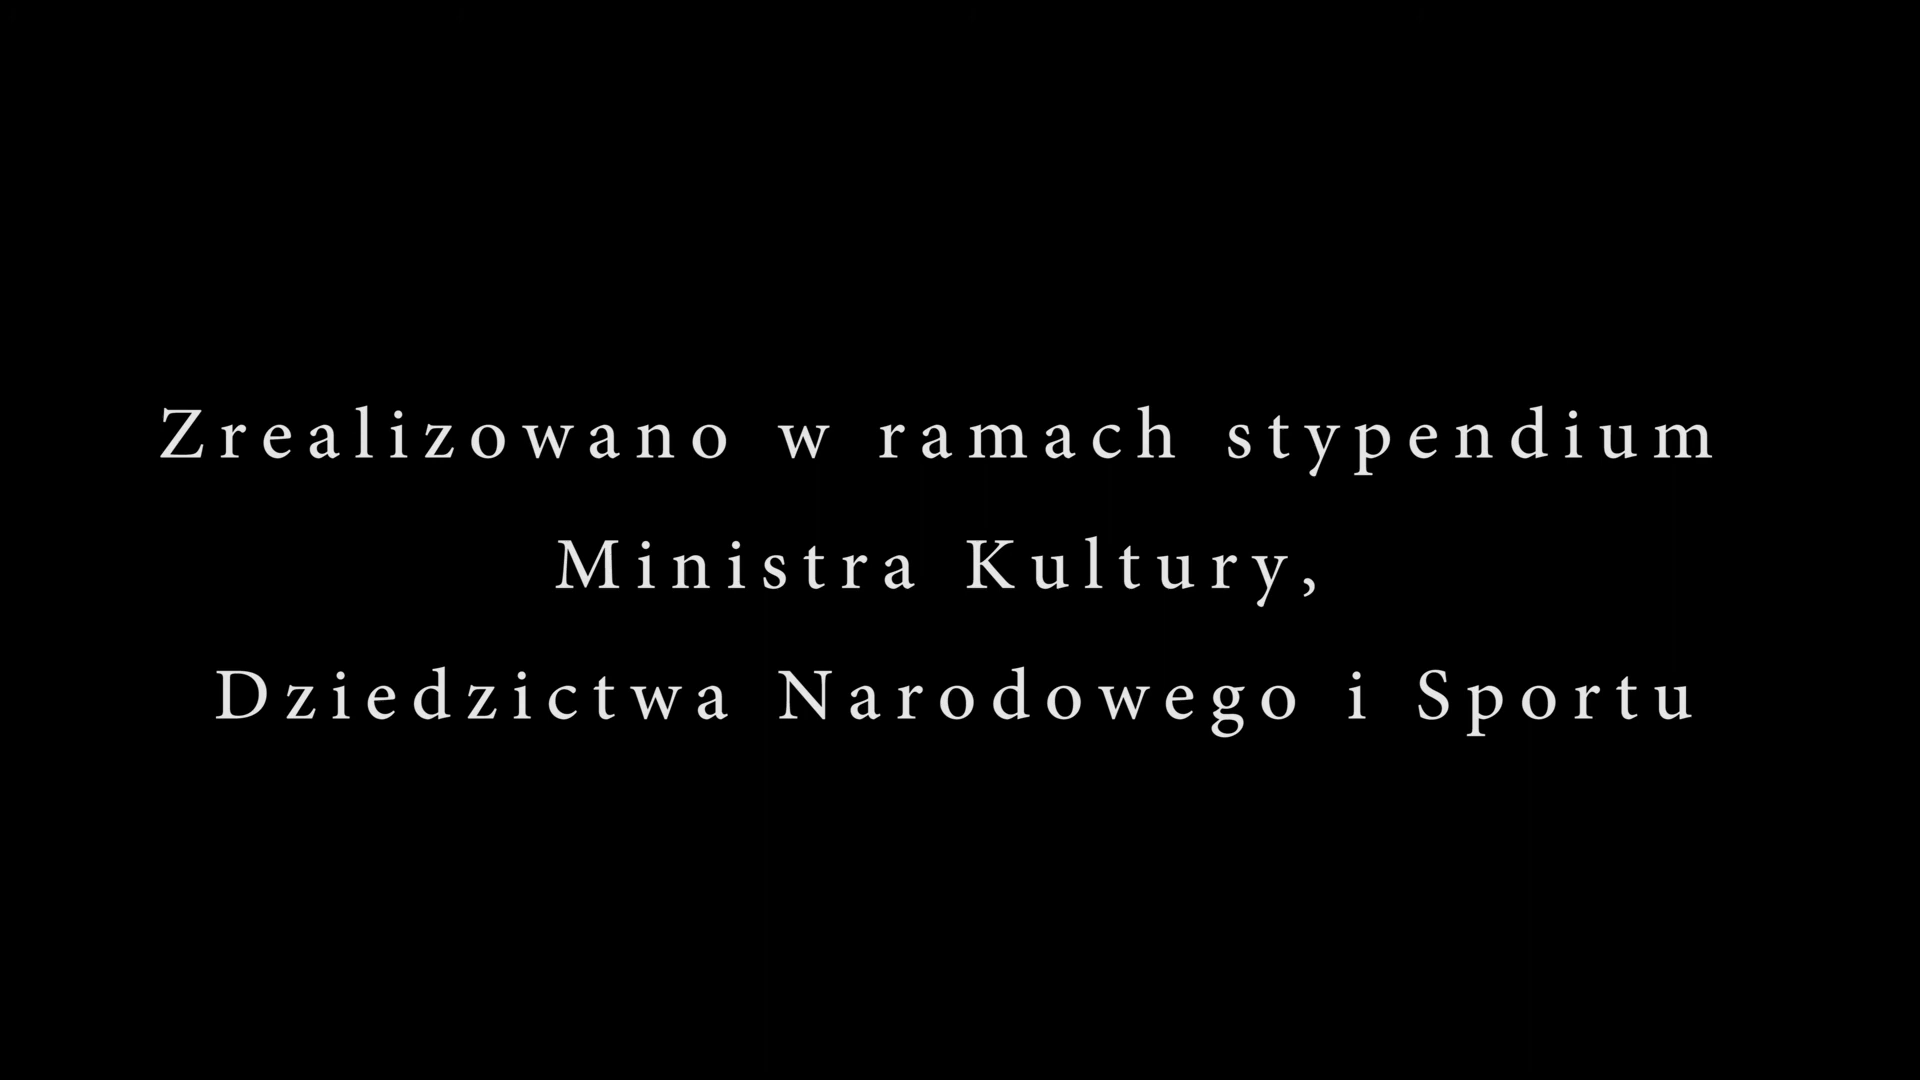 Zrealizowano w ramach stypendium
Ministra Kultury,
Dziedzictwa Narodowego i Sportu